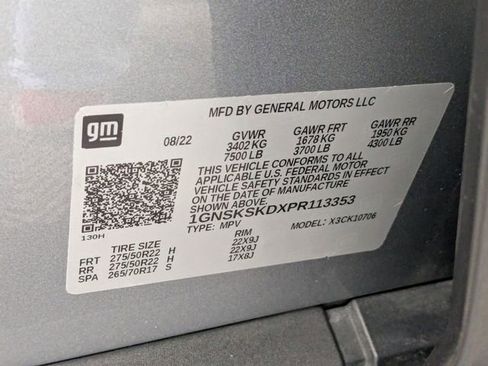 MFD BY GENERAL MOTORS LLC
gm
08/22 GVWR GAWR FRT GAWR RR
3402 KG 1678 KG 1950 KG
7500 LB 3700 LB 4300 LB
THIS VEHICLE CONFORMS TO ALL
APPLICABLE U.S. FEDERAL MOTOR
VEHICLE SAFETY STANDARDS IN EFFECT
ON THE DATE OF MANUFACTURE
SHOWN ABOVE.
1GNSKSKDXPR113353
TYPE: MPV MODEL: X3CK10706
130H
TIRE SIZE RIM
FRT 275/50R22 H 22X9J
RR 275/50R22 H 22X9J
SPA 265/70R17 S 17X8J